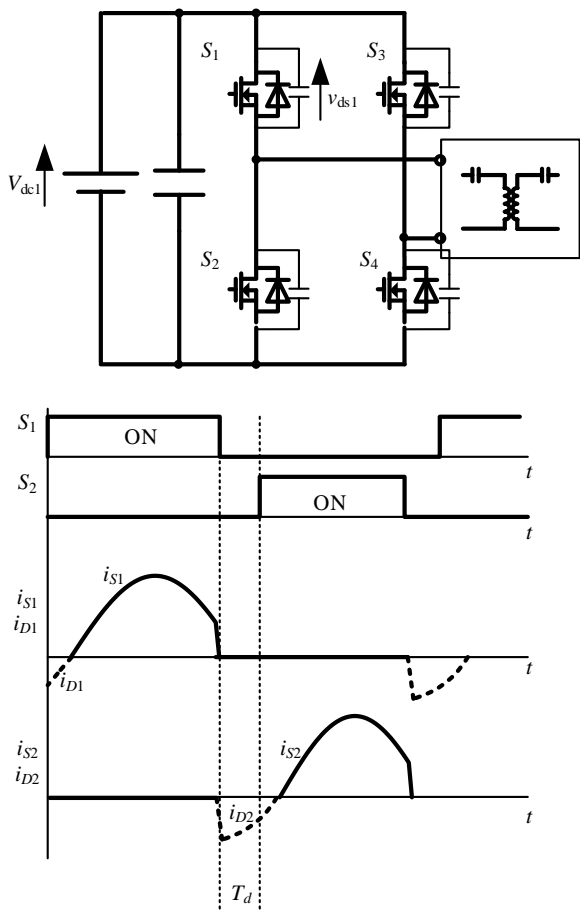 S1
S3
vds1
Vdc1
S2
S4
S1
ON
t
S2
ON
t
iS1
iS1
iD1
iD1
t
iS2
iS2
iD2
iD2
t
Td